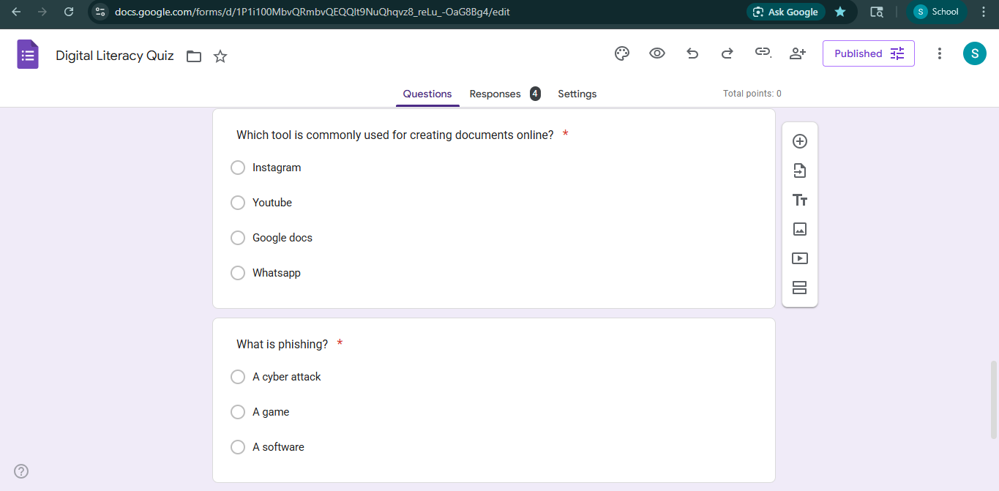 docs.google.com/forms/d/1P1i100MbvQRmbvQEQQIt9NuQhqvz8_reLu_-OaG8Bg4/edit
Ask Google
S
School
Digital Literacy Quiz
Published
S
Questions
Responses
4
Settings
Total points: 0
Which tool is commonly used for creating documents online? *
Instagram
Youtube
Google docs
Whatsapp
Tт
What is phishing? *
A cyber attack
A game
A software
?